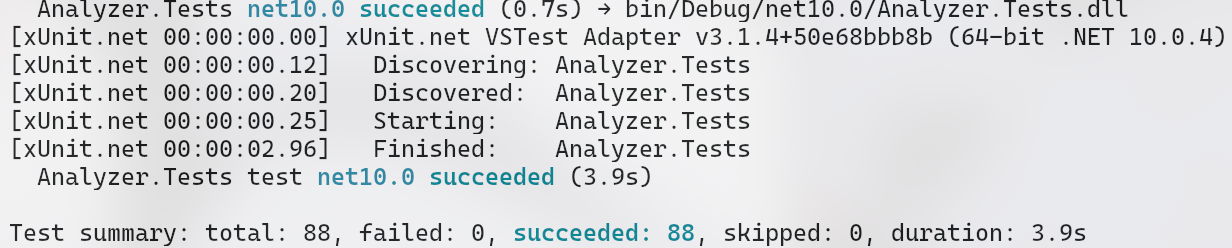 Analyzer.Tests net10.0 succeeded (0.7s) → bin/Debug/net10.0/Analyzer.Tests.dll
[xUnit.net 00:00:00.00] xUnit.net VSTest Adapter v3.1.4+50e68bbb8b (64-bit .NET 10.0.4)
[xUnit.net 00:00:00.12]   Discovering: Analyzer.Tests
[xUnit.net 00:00:00.20]   Discovered:  Analyzer.Tests
[xUnit.net 00:00:00.25]   Starting:    Analyzer.Tests
[xUnit.net 00:00:02.96]   Finished:    Analyzer.Tests
Analyzer.Tests test net10.0 succeeded (3.9s)
Test summary: total: 88, failed: 0, succeeded: 88, skipped: 0, duration: 3.9s